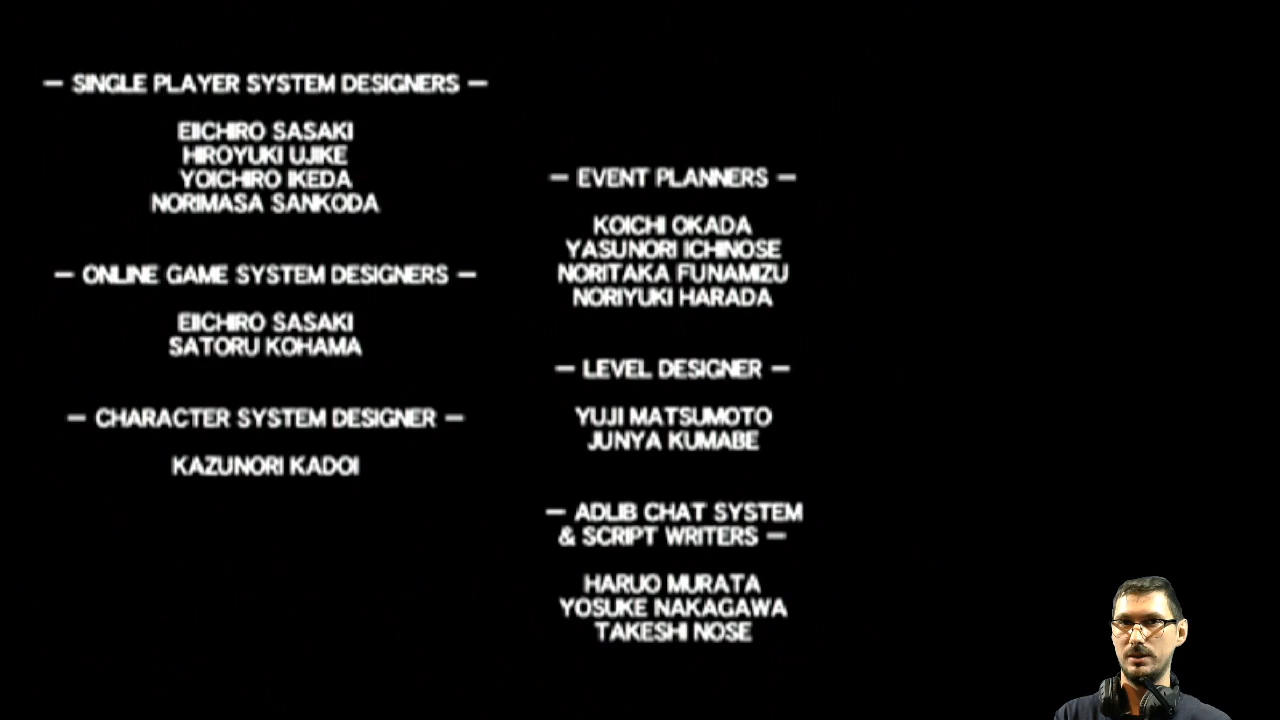 — SINGLE PLAYER SYSTEM DESIGNERS —
EIICHIRO SASAKI
HIROYUKI UJIKE
YOICHIRO IKEDA
NORIMASA SANKODA
— ONLINE GAME SYSTEM DESIGNERS —
EIICHIRO SASAKI
SATORU KOHAMA
— CHARACTER SYSTEM DESIGNER —
KAZUNORI KADOI
— EVENT PLANNERS —
KOICHI OKADA
YASUNORI ICHINOSE
NORITAKA FUNAMIZU
NORIYUKI HARADA
— LEVEL DESIGNER —
YUJI MATSUMOTO
JUNYA KUMABE
— ADLIB CHAT SYSTEM
& SCRIPT WRITERS —
HARUO MURATA
YOSUKE NAKAGAWA
TAKESHI NOSE